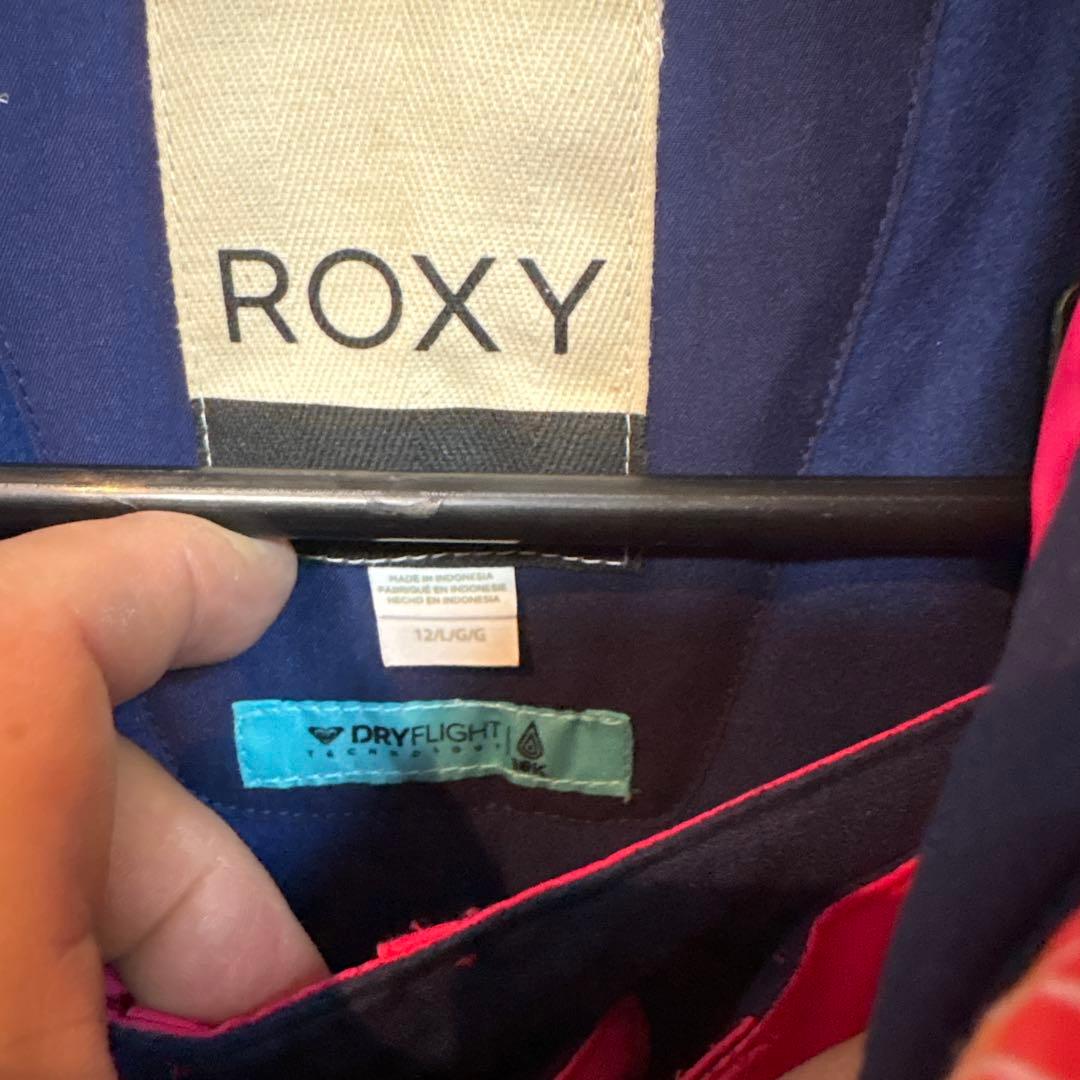 ROXY
MADE IN INDONESIA
FABRIQUÉ EN INDONESIE
HECHO EN INDONESIA
12/L/G/G
DRYFLIGHT
TECHNOLOGY